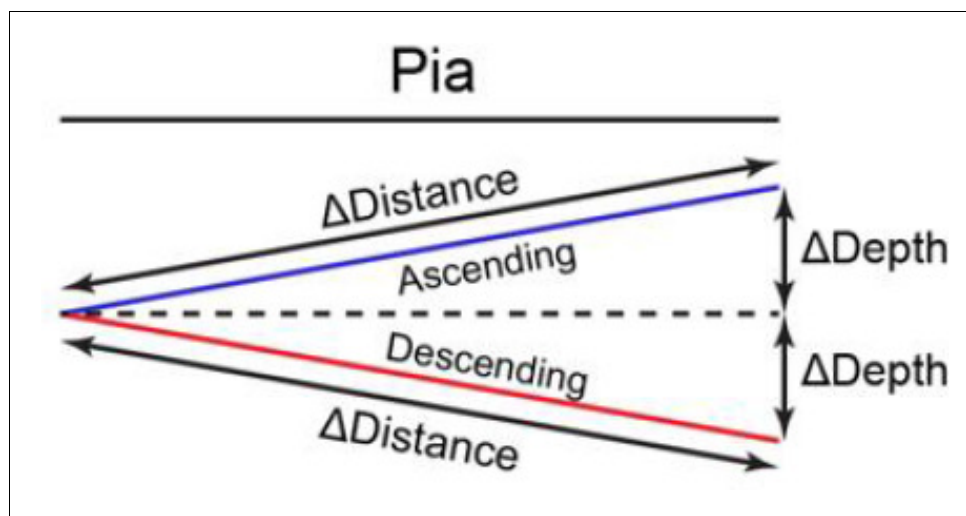 Pia
ΔDistance
Ascending
ΔDepth
Descending
ΔDepth
ΔDistance